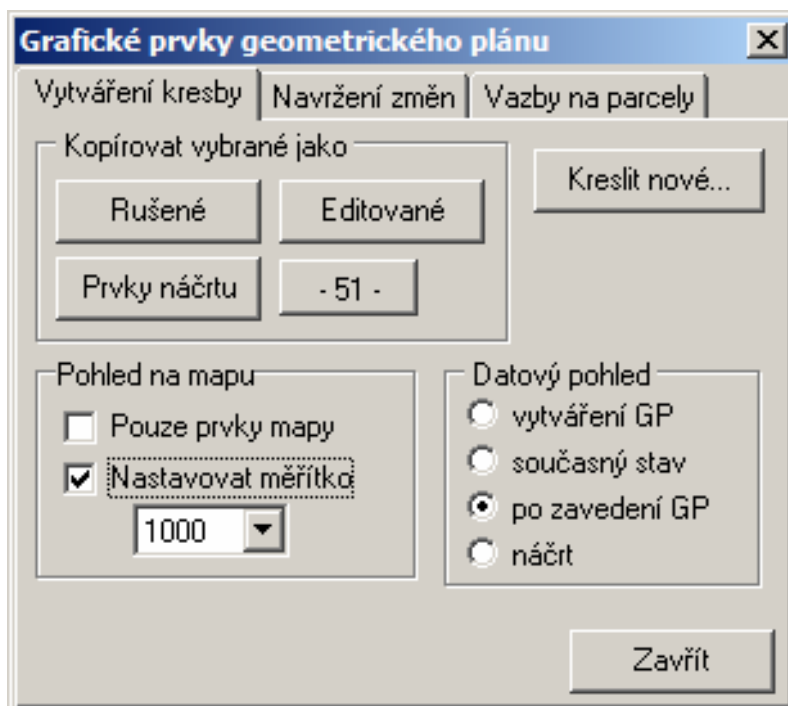 Grafické prvky geometrického plánu
Vytváření kresby Navržení změn Vazby na parcely
Kopírovat vybrané jako
Rušené Editované Kreslit nové...
Prvky náčrtu - 51 -
Pohled na mapu
Pouze prvky mapy
Nastavovat měřítko
1000
Datový pohled
vytváření GP
současný stav
po zavedení GP
náčrt
Zavřít